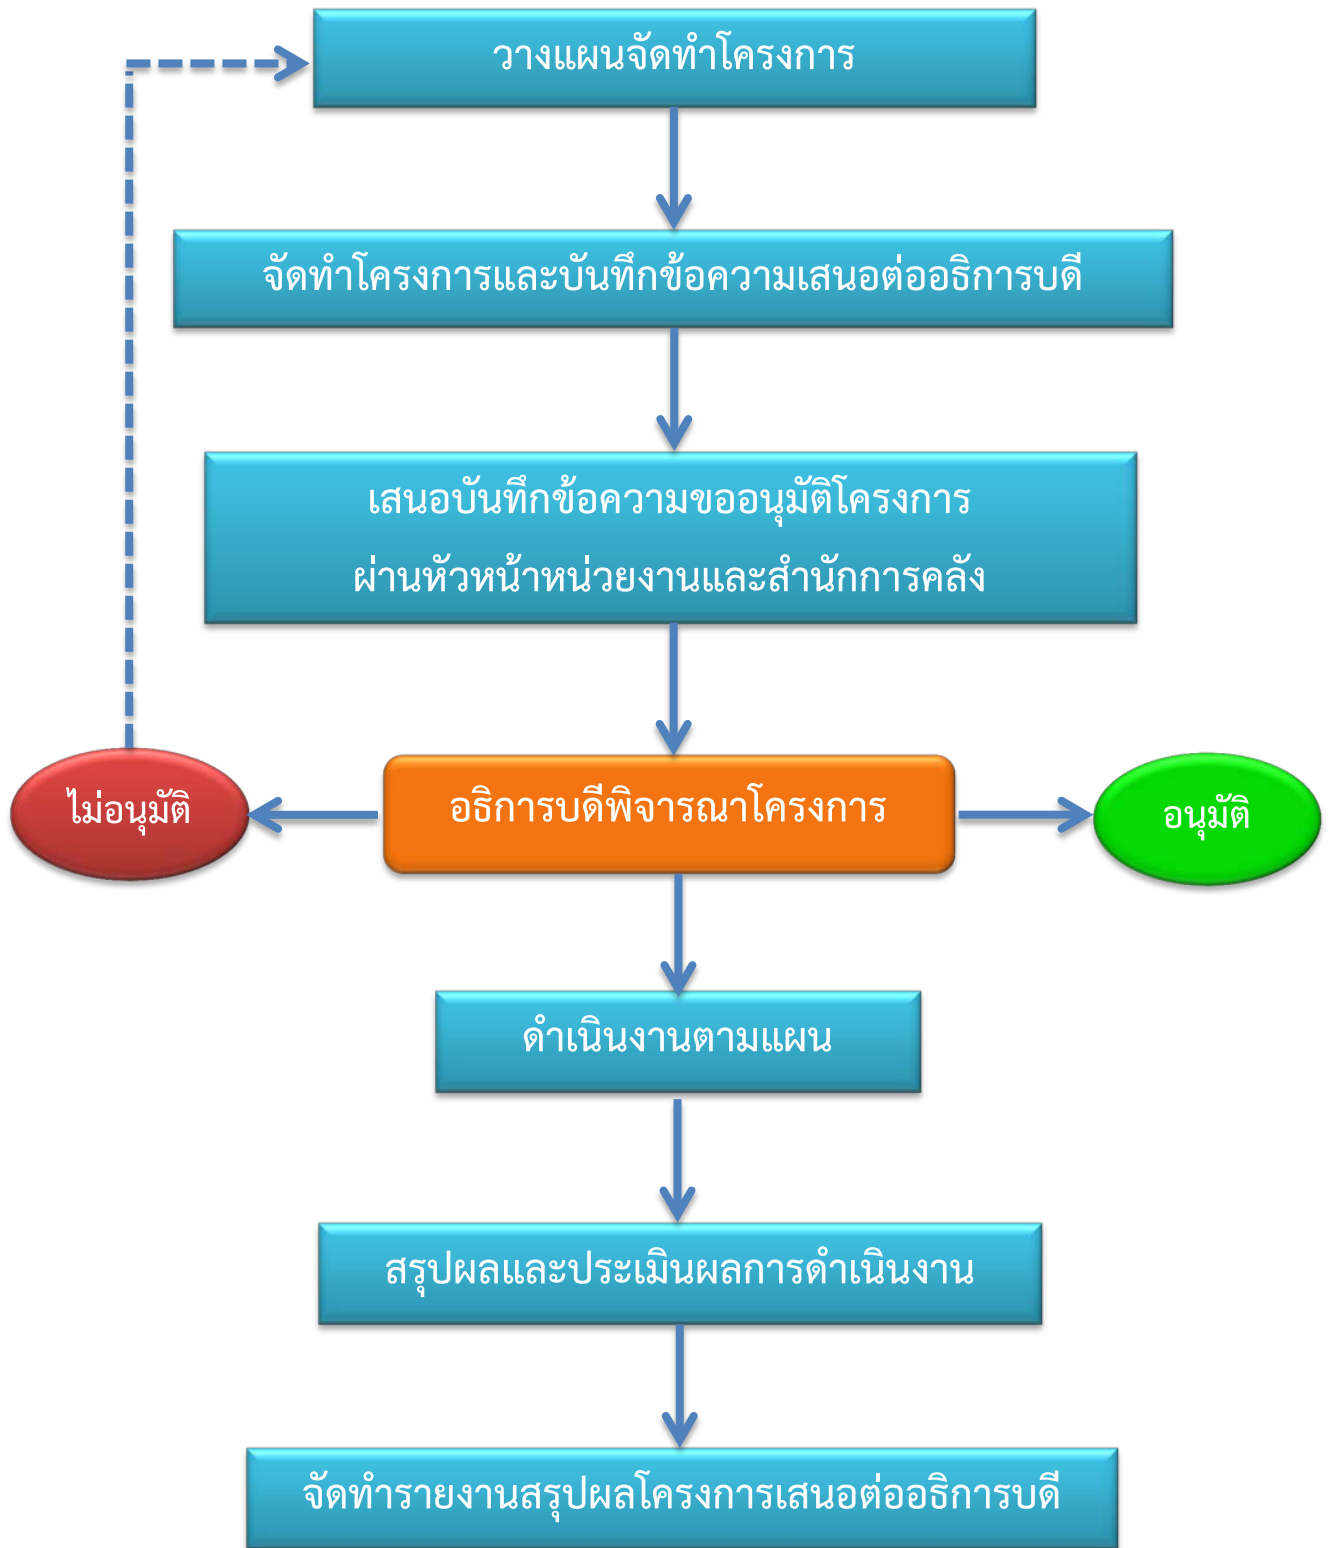 วางแผนจัดทำโครงการ
จัดทำโครงการและบันทึกข้อความเสนอต่ออธิการบดี
เสนอบันทึกข้อความขออนุมัติโครงการ
ผ่านหัวหน้าหน่วยงานและสำนักการคลัง
ไม่อนุมัติ
อธิการบดีพิจารณาโครงการ
อนุมัติ
ดำเนินงานตามแผน
สรุปผลและประเมินผลการดำเนินงาน
จัดทำรายงานสรุปผลโครงการเสนอต่ออธิการบดี